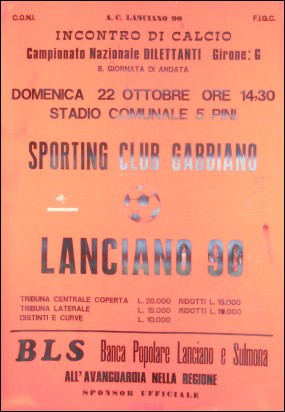 C.O.N.I. A. C. LANCIANO 90 F.I.G.C.
INCONTRO DI CALCIO
Campionato Nazionale DILETTANTI Girone: G
8. GIORNATA DI ANDATA
DOMENICA 22 OTTOBRE ORE 14,30
STADIO COMUNALE 5 PINI
SPORTING CLUB GABBIANO
LANCIANO 90
TRIBUNA CENTRALE COPERTA L. 20.000 RIDOTTI L. 15.000
TRIBUNA LATERALE L. 15.000 RIDOTTI L. 10.000
DISTINTI E CURVE L. 10.000
BLS Banca Popolare Lanciano e Sulmona
ALL'AVANGUARDIA NELLA REGIONE
SPONSOR UFFICIALE